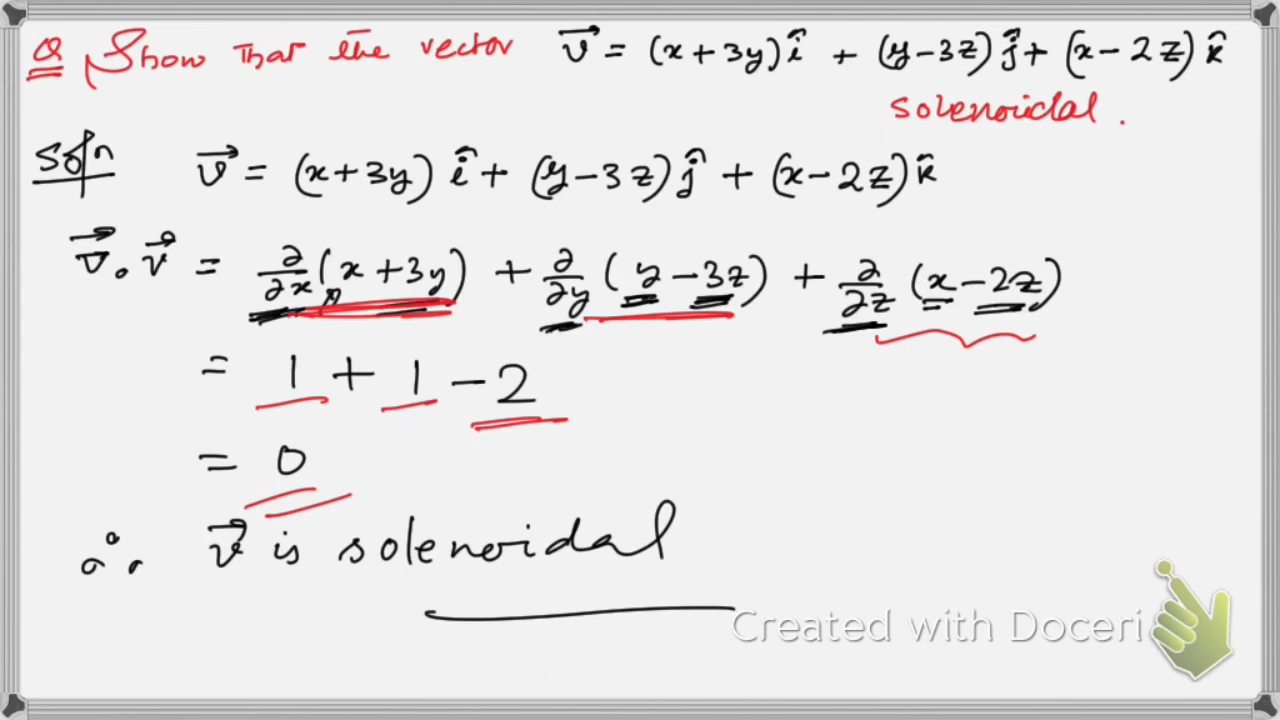 Q Show that the vector v⃗ = (x+3y)î + (y−3z)ĵ + (x−2z)k̂
solenoidal.
Soln v⃗ = (x+3y)î + (y−3z)ĵ + (x−2z)k̂
∇⃗.v⃗ = ∂/∂x (x+3y) + ∂/∂y (y−3z) + ∂/∂z (x−2z)
= 1 + 1 − 2
= 0
∴ v⃗ is solenoidal
Created with Doceri